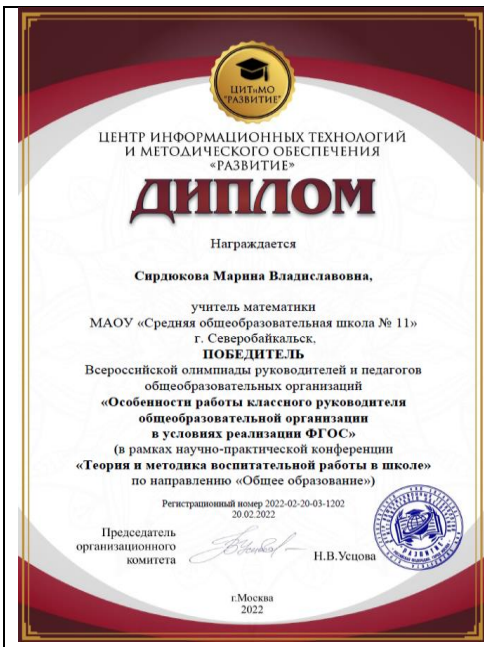 ЦИТиМО
"РАЗВИТИЕ"
ЦЕНТР ИНФОРМАЦИОННЫХ ТЕХНОЛОГИЙ
И МЕТОДИЧЕСКОГО ОБЕСПЕЧЕНИЯ
«РАЗВИТИЕ»
ДИПЛОМ
Награждается
Сирдюкова Марина Владиславовна,
учитель математики
МАОУ «Средняя общеобразовательная школа № 11»
г. Северобайкальск,
ПОБЕДИТЕЛЬ
Всероссийской олимпиады руководителей и педагогов
общеобразовательных организаций
«Особенности работы классного руководителя
общеобразовательной организации
в условиях реализации ФГОС»
(в рамках научно-практической конференции
«Теория и методика воспитательной работы в школе»
по направлению «Общее образование»)
Регистрационный номер 2022-02-20-03-1202
20.02.2022
Председатель
организационного
комитета
Н.В.Усцова
РАЗВИТИЕ
г.Москва
2022